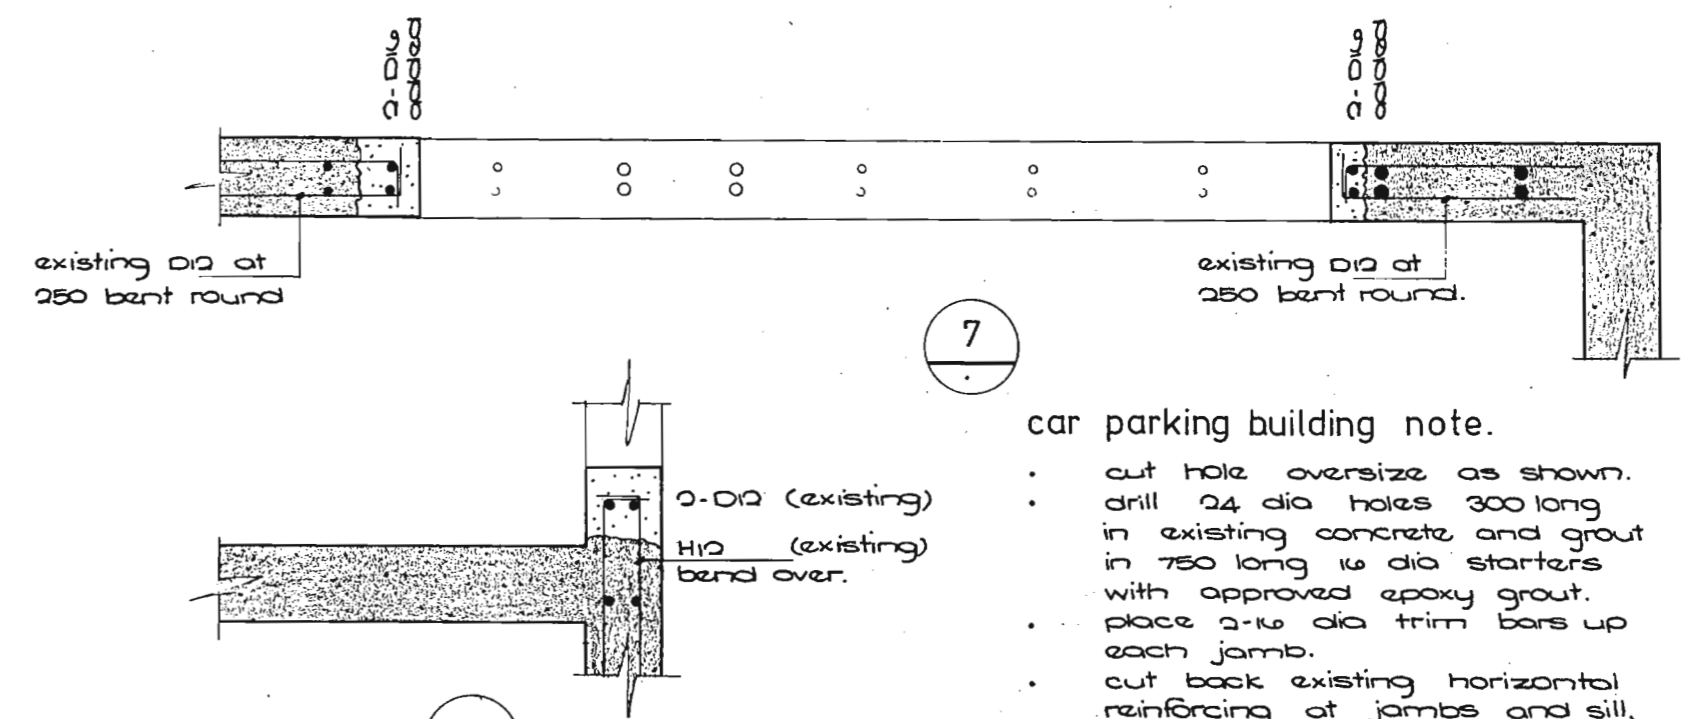 2-D16
existing D12 at
250 bent round
existing D12 at
250 bent round.
7
2-D12 (existing)
H12 (existing)
bend over.
car parking building note.
• cut hole oversize as shown.
• drill 24 dia holes 300 long
in existing concrete and grout
in 750 long 16 dia starters
with approved epoxy grout.
• place 2-16 dia trim bars up
each jamb.
• cut back existing horizontal
reinforcing at jambs and sill.